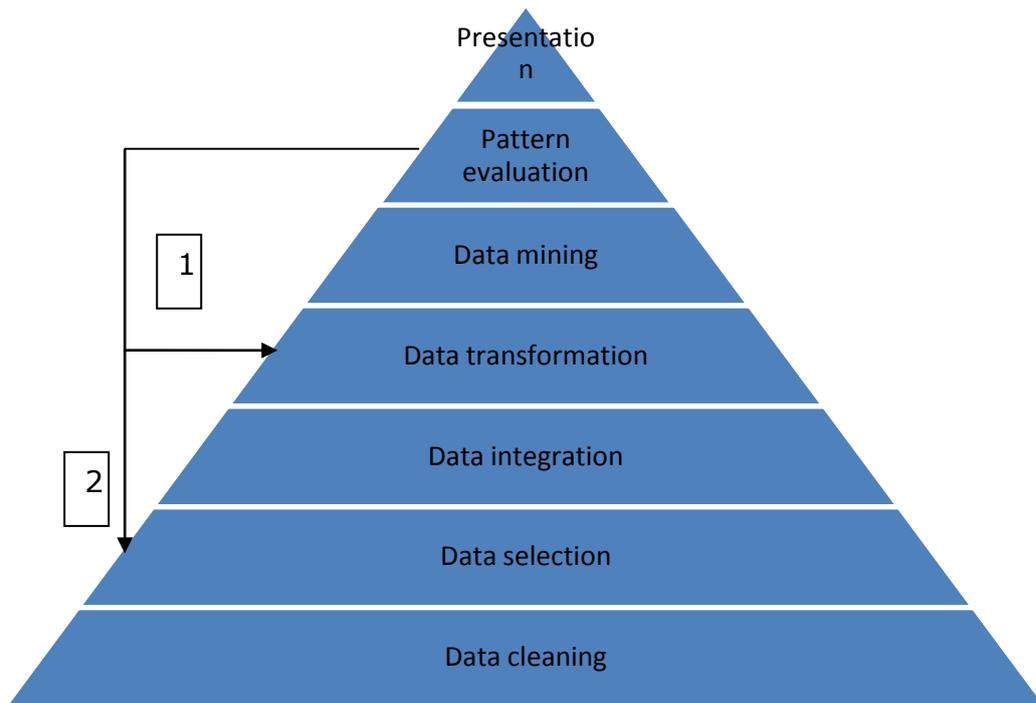 Presentatio
n
Pattern
evaluation
Data mining
1
Data transformation
Data integration
2
Data selection
Data cleaning